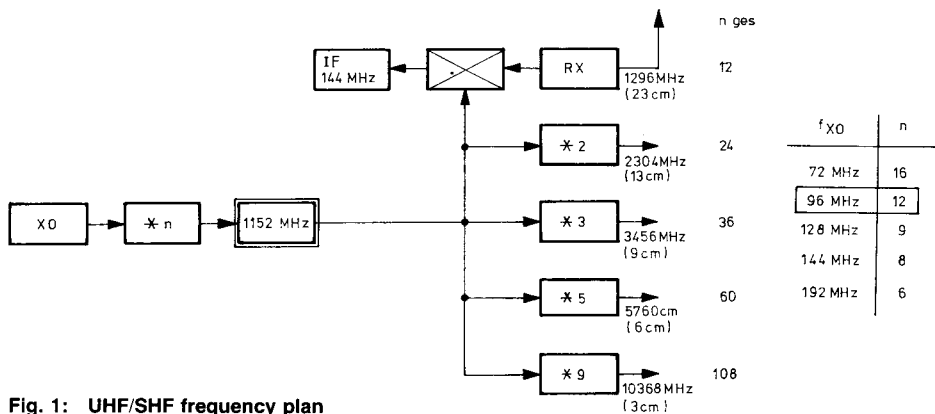 n ges
IF
144 MHz
RX
1296MHz
(23cm)
12
✳ 2
2304MHz
(13cm)
24
XO
✳ n
1152 MHz
✳ 3
3456MHz
(9cm)
36
✳ 5
5760cm
(6cm)
60
✳ 9
10368MHz
(3cm)
108
fXO n
72 MHz 16
96 MHz 12
128 MHz 9
144 MHz 8
192 MHz 6
Fig. 1: UHF/SHF frequency plan